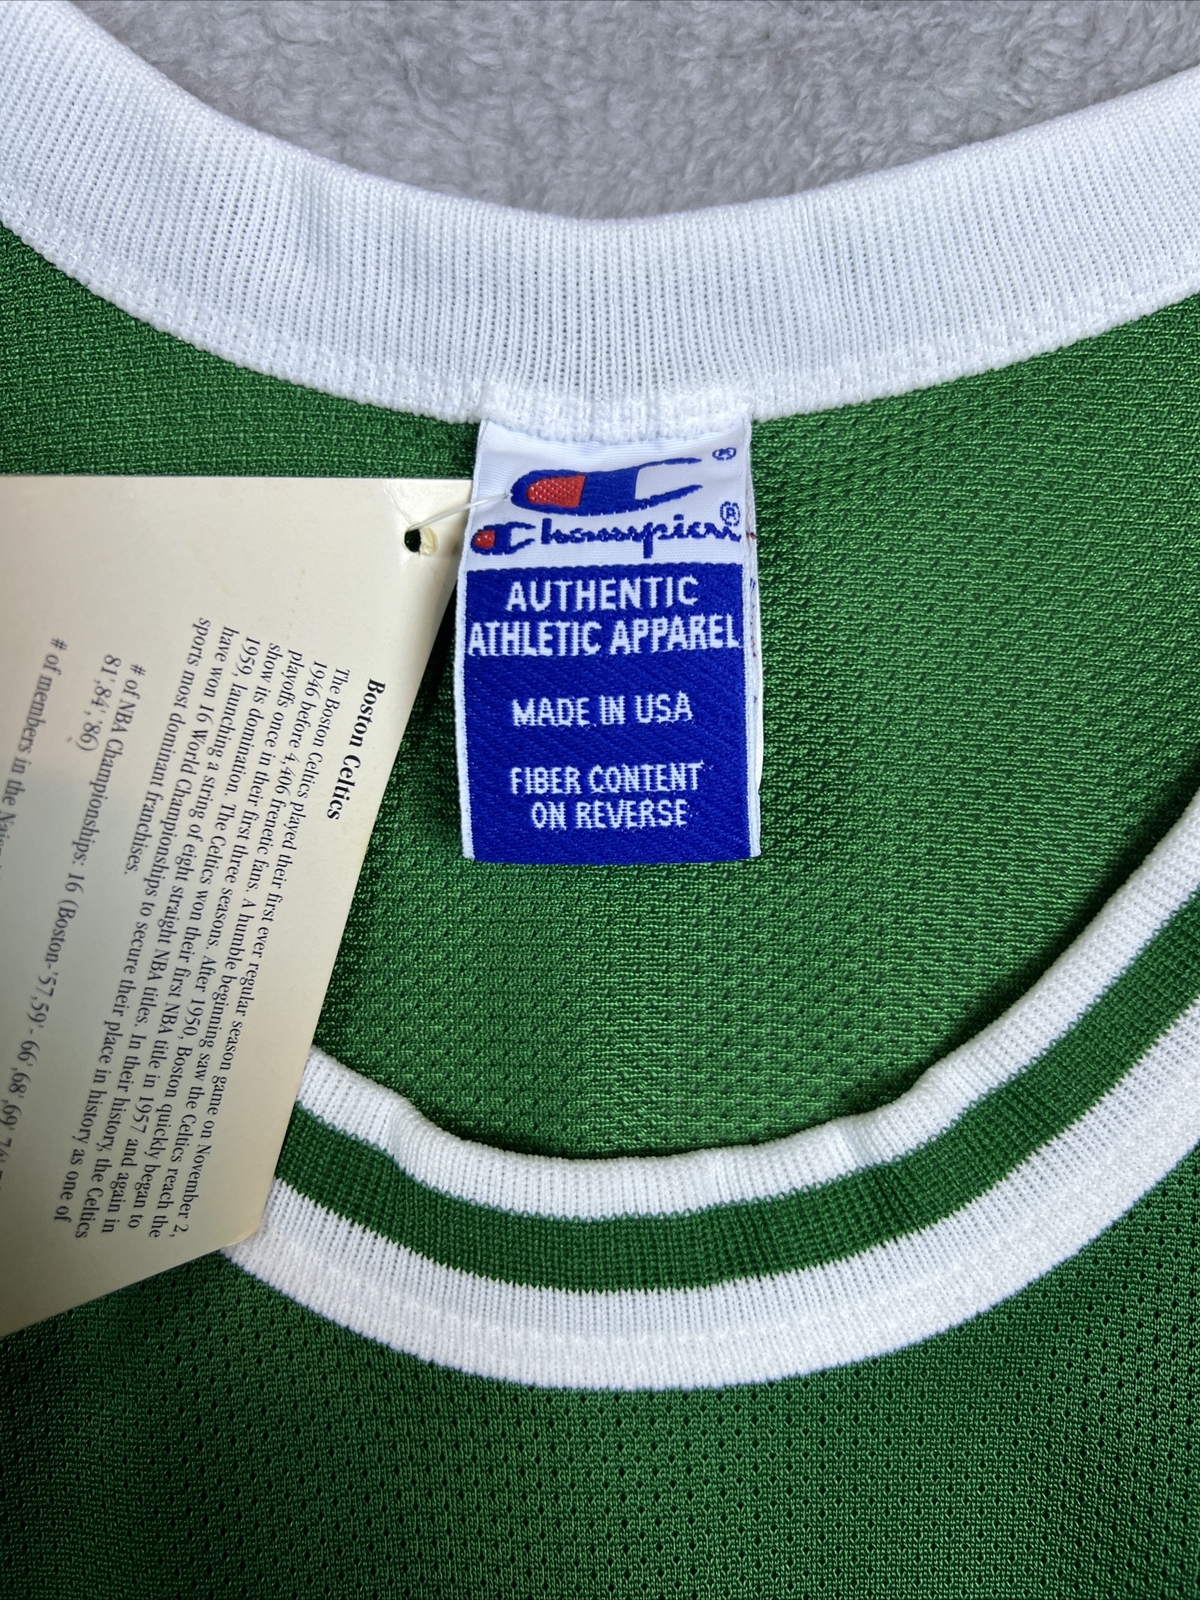 Champion
AUTHENTIC
ATHLETIC APPAREL
MADE IN USA
FIBER CONTENT
ON REVERSE
Boston Celtics
The Boston Celtics played their first ever regular season game on November 2,
1946 before 4,406 frenetic fans. A humble beginning saw the Celtics reach the
playoffs once in their first three seasons. After 1950, Boston quickly began to
show its domination. The Celtics won their first NBA title in 1957 and again in
1959, launching a string of eight straight NBA titles. In their history, the Celtics
have won 16 World Championships to secure their place in history as one of
sports most dominant franchises.
# of NBA Championships: 16 (Boston-'57,59'- 66',68',69',
81',84','86)
# of members in the